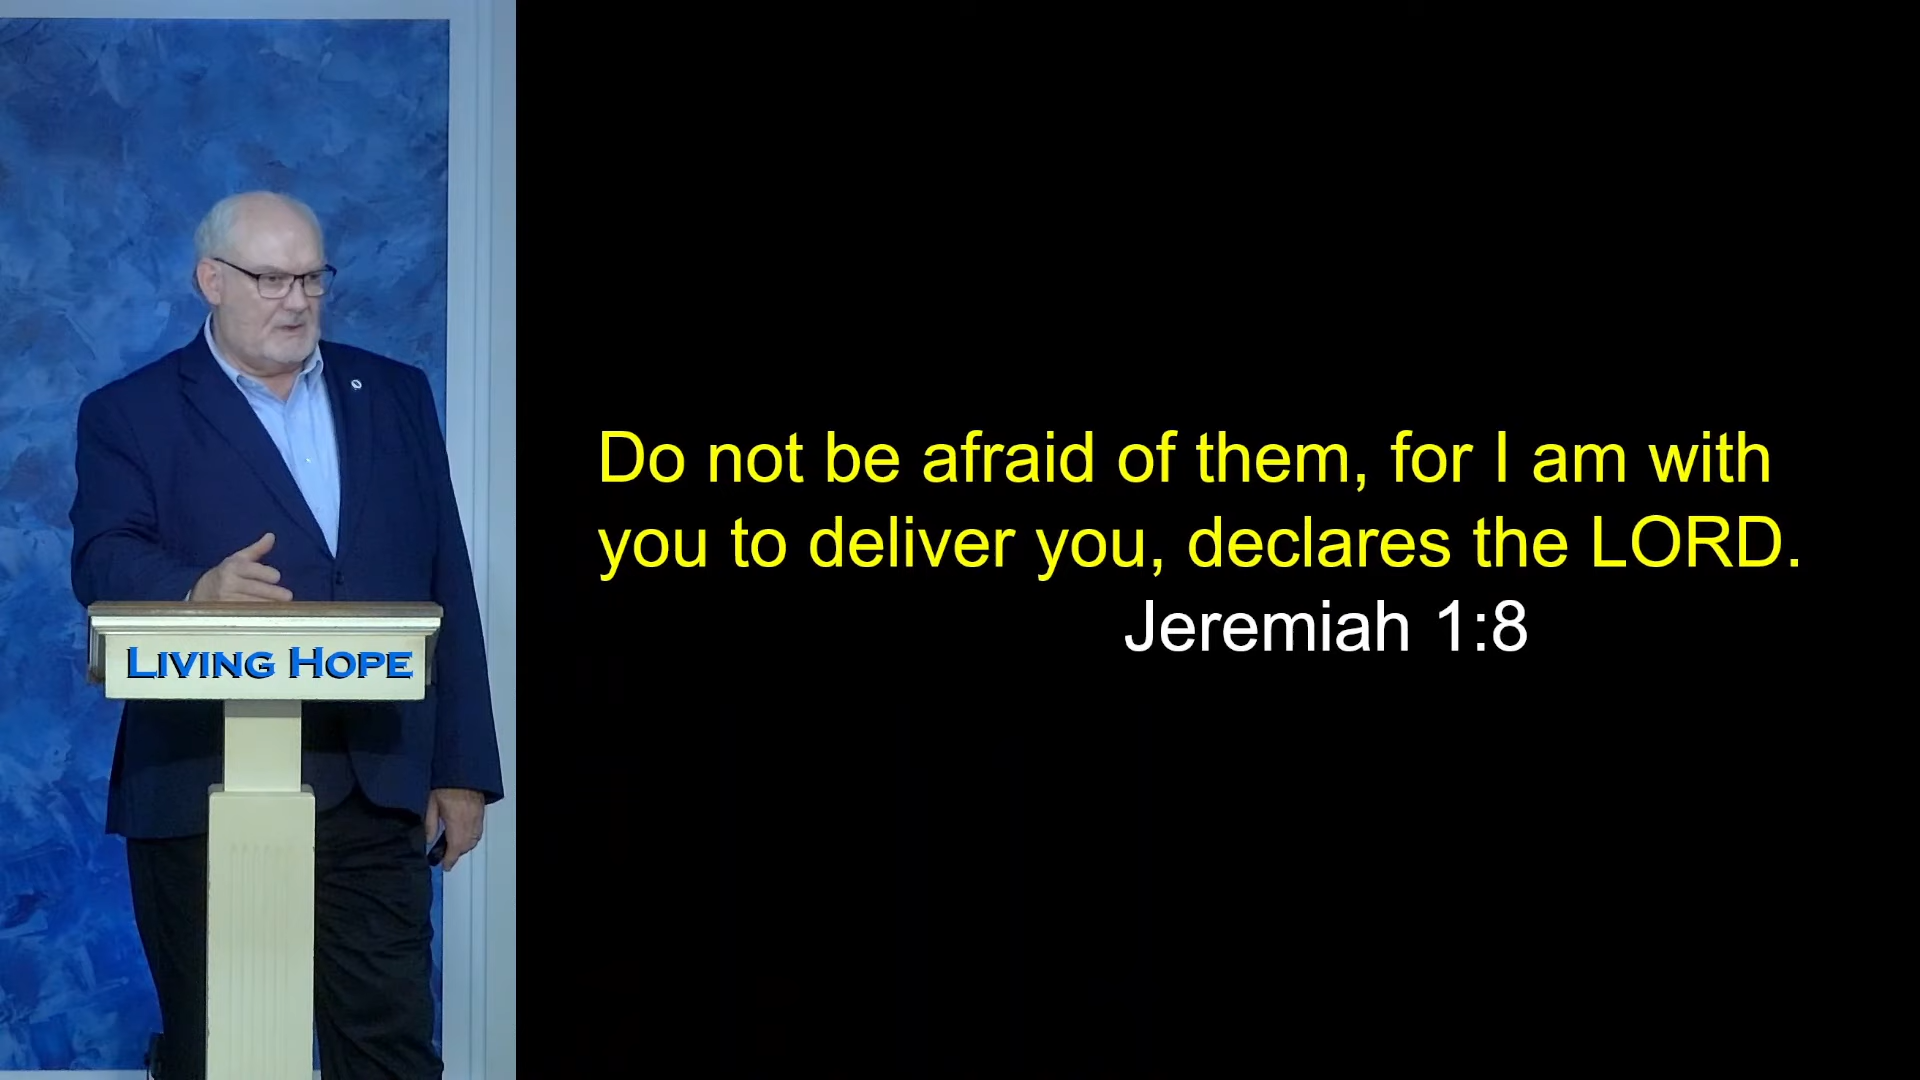 LIVING HOPE
Do not be afraid of them, for I am with
you to deliver you, declares the LORD.
Jeremiah 1:8